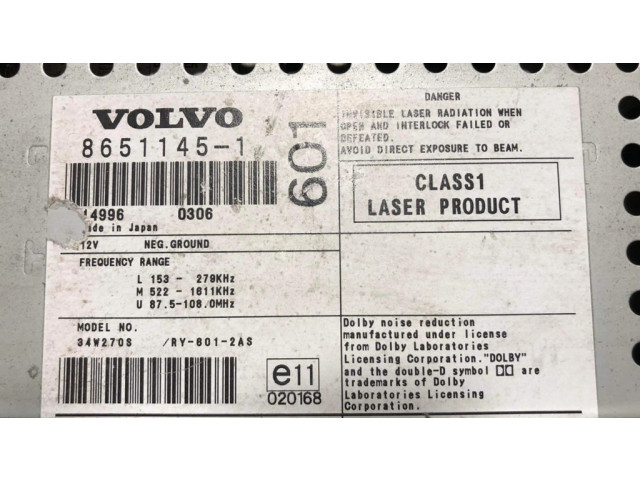 VOLVO
8651145-1
601
14996 0306
Made in Japan
12V NEG.GROUND
FREQUENCY RANGE
L 153 - 279KHz
M 522 - 1611KHz
U 87.5-108.0MHz
MODEL NO.
34W270S /RY-601-2AS
e11
020168
DANGER
INVISIBLE LASER RADIATION WHEN
OPEN AND INTERLOCK FAILED OR
DEFEATED.
AVOID DIRECT EXPOSURE TO BEAM.
CLASS1
LASER PRODUCT
Dolby noise reduction
manufactured under license
from Dolby Laboratories
Licensing Corporation."DOLBY"
and the double-D symbol are
trademarks of Dolby
Laboratories Licensing
Corporation.